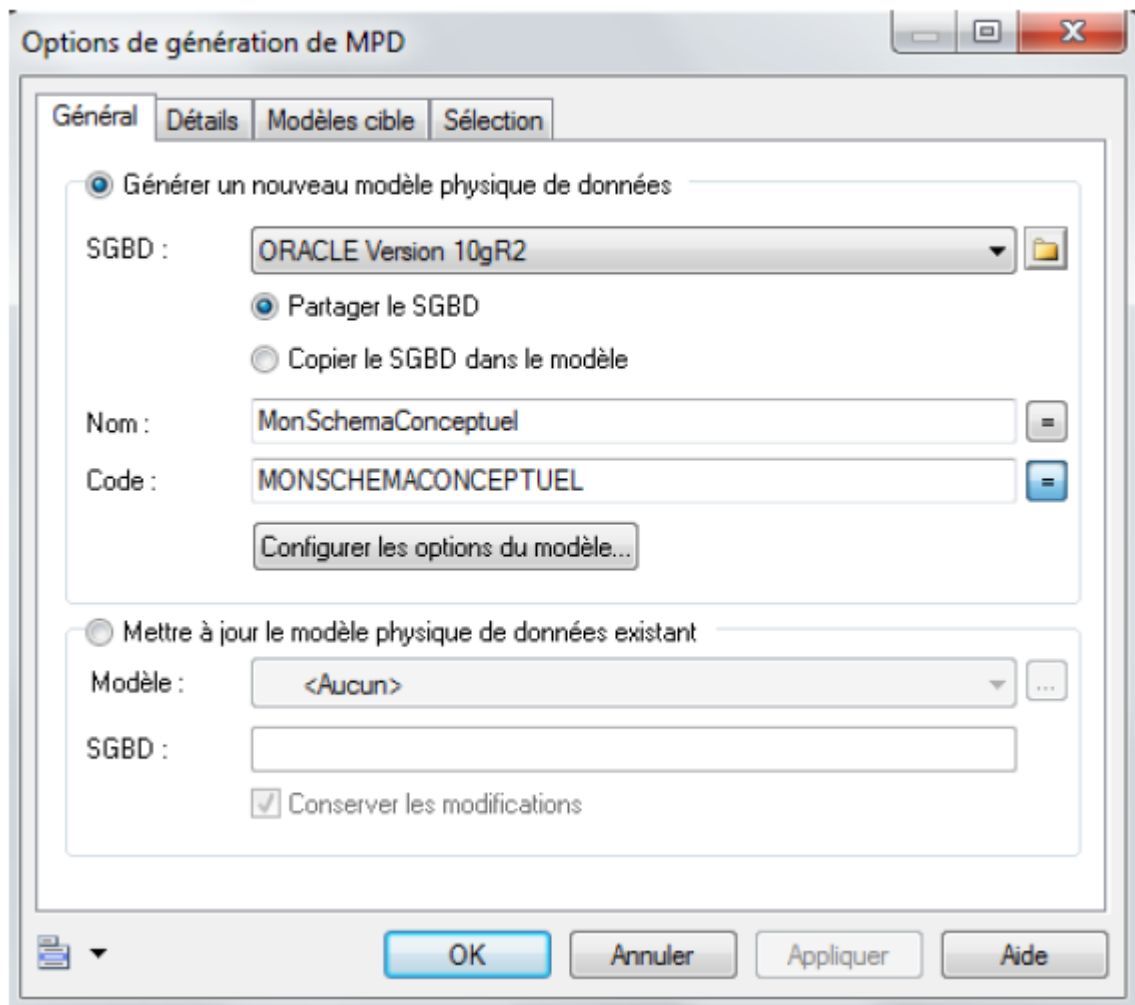 Options de génération de MPD
Général Détails Modèles cible Sélection
Générer un nouveau modèle physique de données
SGBD : ORACLE Version 10gR2
Partager le SGBD
Copier le SGBD dans le modèle
Nom : MonSchemaConceptuel =
Code : MONSCHEMACONCEPTUEL =
Configurer les options du modèle...
Mettre à jour le modèle physique de données existant
Modèle : <Aucun> ...
SGBD :
Conserver les modifications
OK Annuler Appliquer Aide